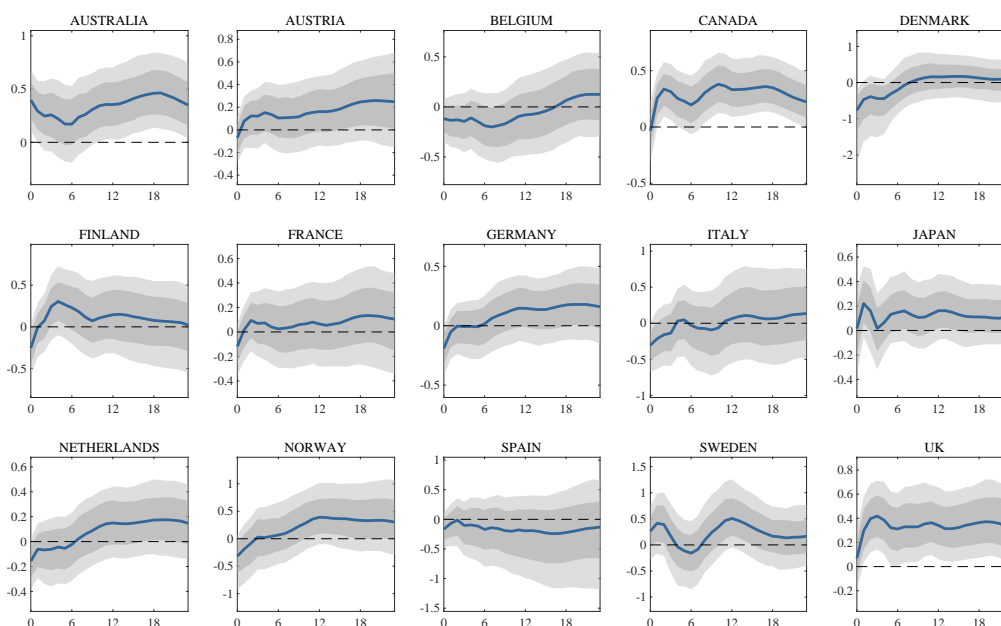 AUSTRALIA AUSTRIA BELGIUM CANADA DENMARK
1 0.5 0
0.8 0.6 0.4 0.2 0 -0.2 -0.4
0.5 0 -0.5
0.5 0 -0.5
1 0 -1 -2
0 6 12 18 0 6 12 18 0 6 12 18 0 6 12 18 0 6 12 18
FINLAND FRANCE GERMANY ITALY JAPAN
0.5 0 -0.5
0.6 0.4 0.2 0 -0.2 -0.4
0.5 0 -0.5
1 0.5 0 -0.5 -1
0.6 0.4 0.2 0 -0.2 -0.4
0 6 12 18 0 6 12 18 0 6 12 18 0 6 12 18 0 6 12 18
NETHERLANDS NORWAY SPAIN SWEDEN UK
0.6 0.4 0.2 0 -0.2 -0.4
1 0.5 0 -0.5 -1
1 0.5 0 -0.5 -1 -1.5
1.5 1 0.5 0 -0.5 -1
0.8 0.6 0.4 0.2 0 -0.2
0 6 12 18 0 6 12 18 0 6 12 18 0 6 12 18 0 6 12 18